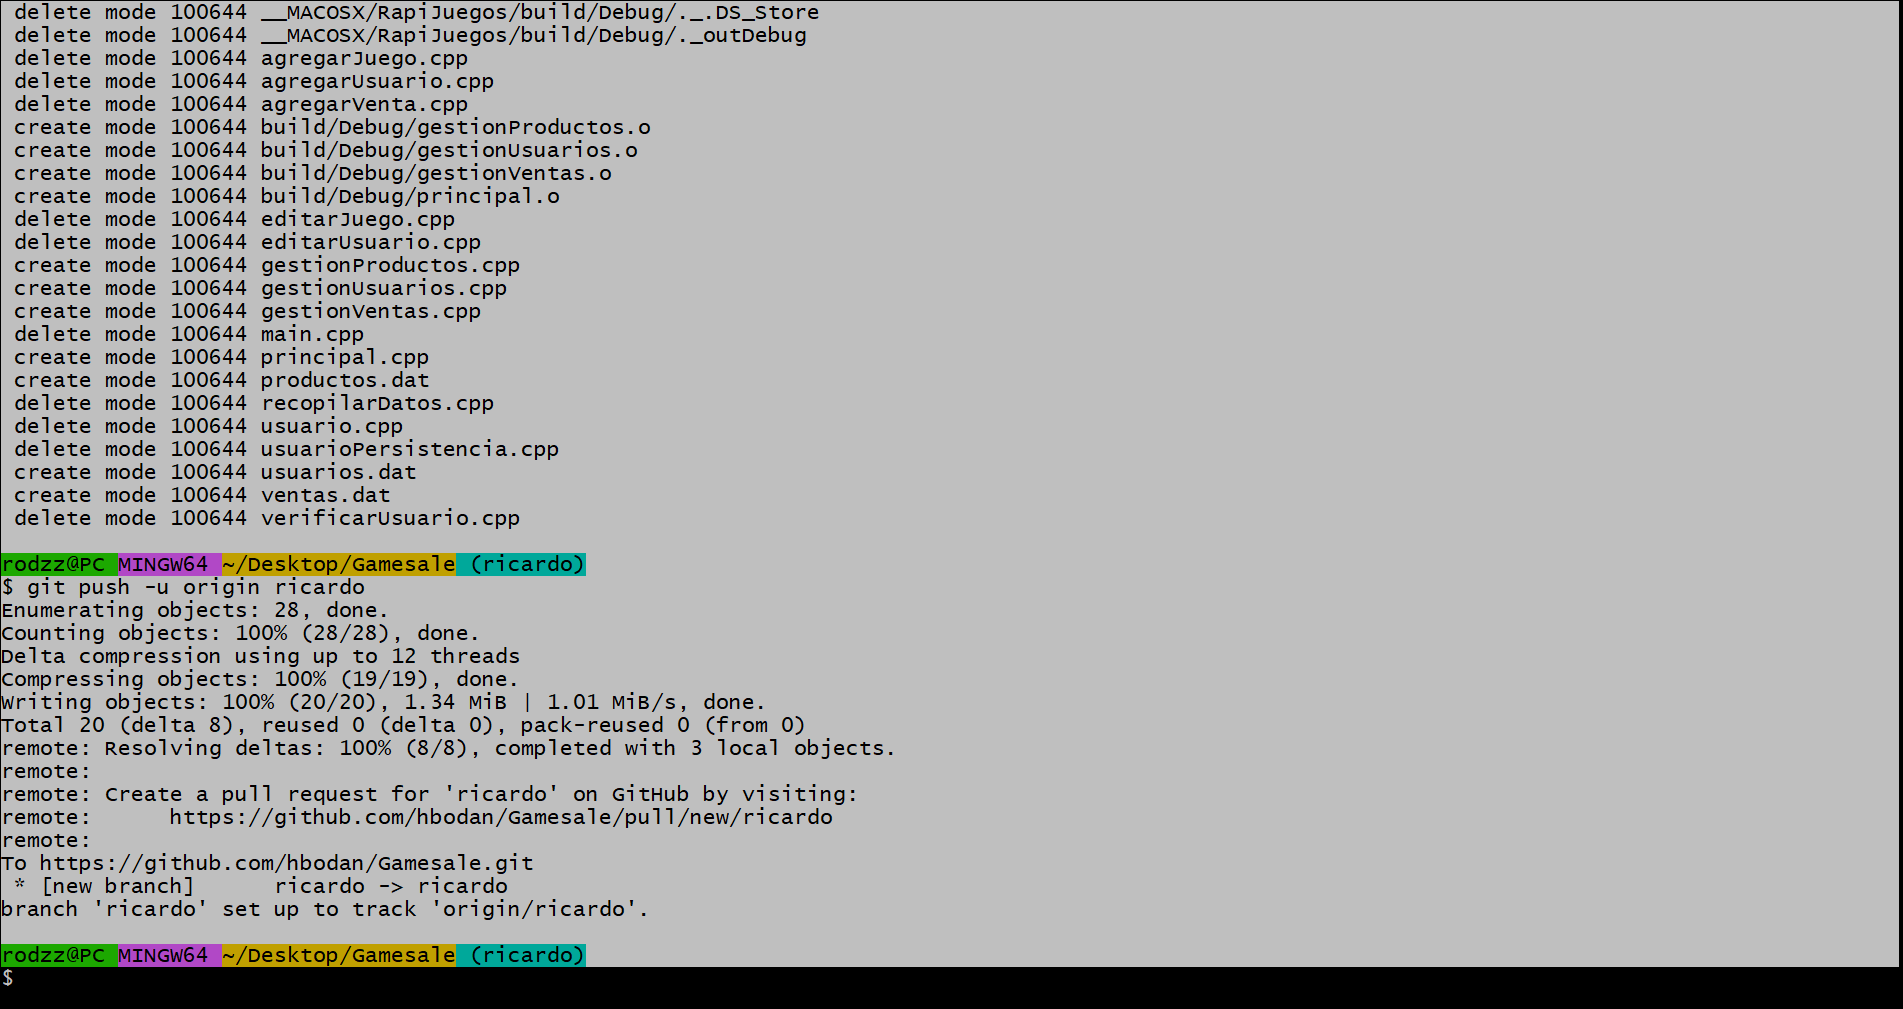 delete mode 100644 __MACOSX/RapiJuegos/build/Debug/._.DS_Store
delete mode 100644 __MACOSX/RapiJuegos/build/Debug/._outDebug
delete mode 100644 agregarJuego.cpp
delete mode 100644 agregarUsuario.cpp
delete mode 100644 agregarVenta.cpp
create mode 100644 build/Debug/gestionProductos.o
create mode 100644 build/Debug/gestionUsuarios.o
create mode 100644 build/Debug/gestionVentas.o
create mode 100644 build/Debug/principal.o
delete mode 100644 editarJuego.cpp
delete mode 100644 editarUsuario.cpp
create mode 100644 gestionProductos.cpp
create mode 100644 gestionUsuarios.cpp
create mode 100644 gestionVentas.cpp
delete mode 100644 main.cpp
create mode 100644 principal.cpp
create mode 100644 productos.dat
delete mode 100644 recopilarDatos.cpp
delete mode 100644 usuario.cpp
delete mode 100644 usuarioPersistencia.cpp
create mode 100644 usuarios.dat
create mode 100644 ventas.dat
delete mode 100644 verificarUsuario.cpp
rodzz@PC MINGW64 ~/Desktop/Gamesale (ricardo)
$ git push -u origin ricardo
Enumerating objects: 28, done.
Counting objects: 100% (28/28), done.
Delta compression using up to 12 threads
Compressing objects: 100% (19/19), done.
Writing objects: 100% (20/20), 1.34 MiB | 1.01 MiB/s, done.
Total 20 (delta 8), reused 0 (delta 0), pack-reused 0 (from 0)
remote: Resolving deltas: 100% (8/8), completed with 3 local objects.
remote:
remote: Create a pull request for 'ricardo' on GitHub by visiting:
remote:      https://github.com/hbodan/Gamesale/pull/new/ricardo
remote:
To https://github.com/hbodan/Gamesale.git
 * [new branch]      ricardo -> ricardo
branch 'ricardo' set up to track 'origin/ricardo'.
rodzz@PC MINGW64 ~/Desktop/Gamesale (ricardo)
$